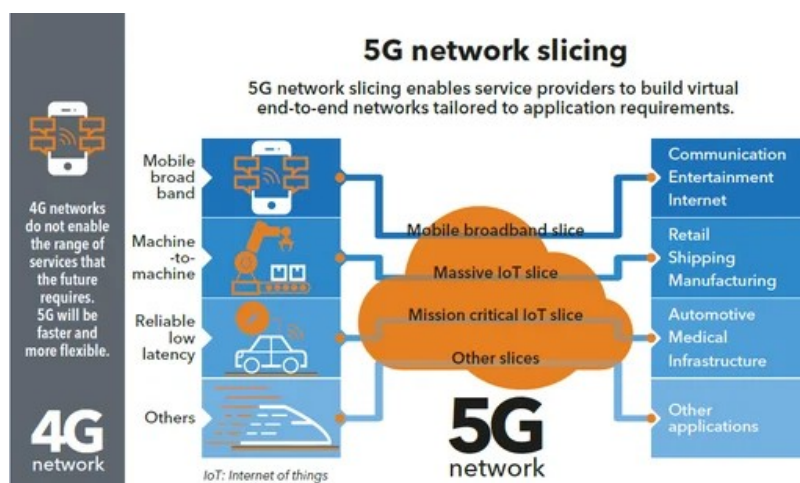 5G network slicing
5G network slicing enables service providers to build virtual
end-to-end networks tailored to application requirements.
4G networks
do not enable
the range of
services that
the future
requires.
5G will be
faster and
more flexible.
4G
network
Mobile
broad
band
Machine
-to-
machine
Reliable
low
latency
Others
Mobile broadband slice
Massive IoT slice
Mission critical IoT slice
Other slices
5G
network
Communication
Entertainment
Internet
Retail
Shipping
Manufacturing
Automotive
Medical
Infrastructure
Other
applications
IoT: Internet of things